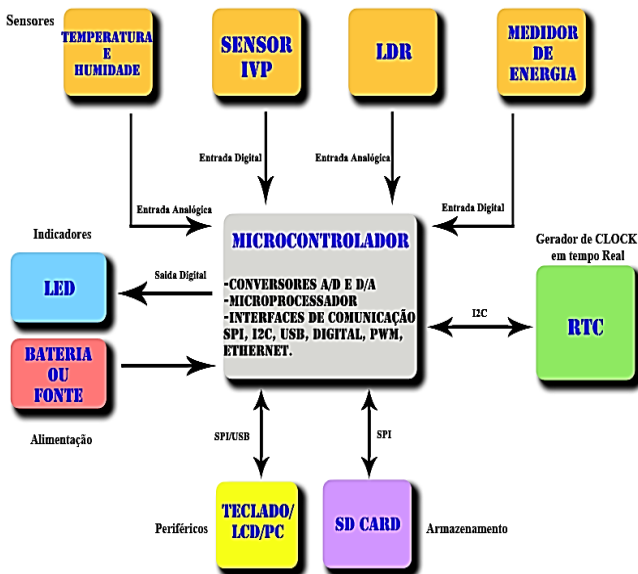 Sensores
TEMPERATURA
E
HUMIDADE
SENSOR
IVP
LDR
MEDIDOR
DE
ENERGIA
Entrada Digital
Entrada Analógica
Entrada Analógica
Entrada Digital
Indicadores
LED
Saida Digital
MICROCONTROLADOR
-CONVERSORES A/D E D/A
-MICROPROCESSADOR
-INTERFACES DE COMUNICAÇÃO
SPI, I2C, USB, DIGITAL, PWM,
ETHERNET.
Gerador de CLOCK
em tempo Real
I2C
RTC
BATERIA
OU
FONTE
Alimentação
SPI/USB
SPI
Periféricos
TECLADO/
LCD/PC
SD CARD
Armazenamento